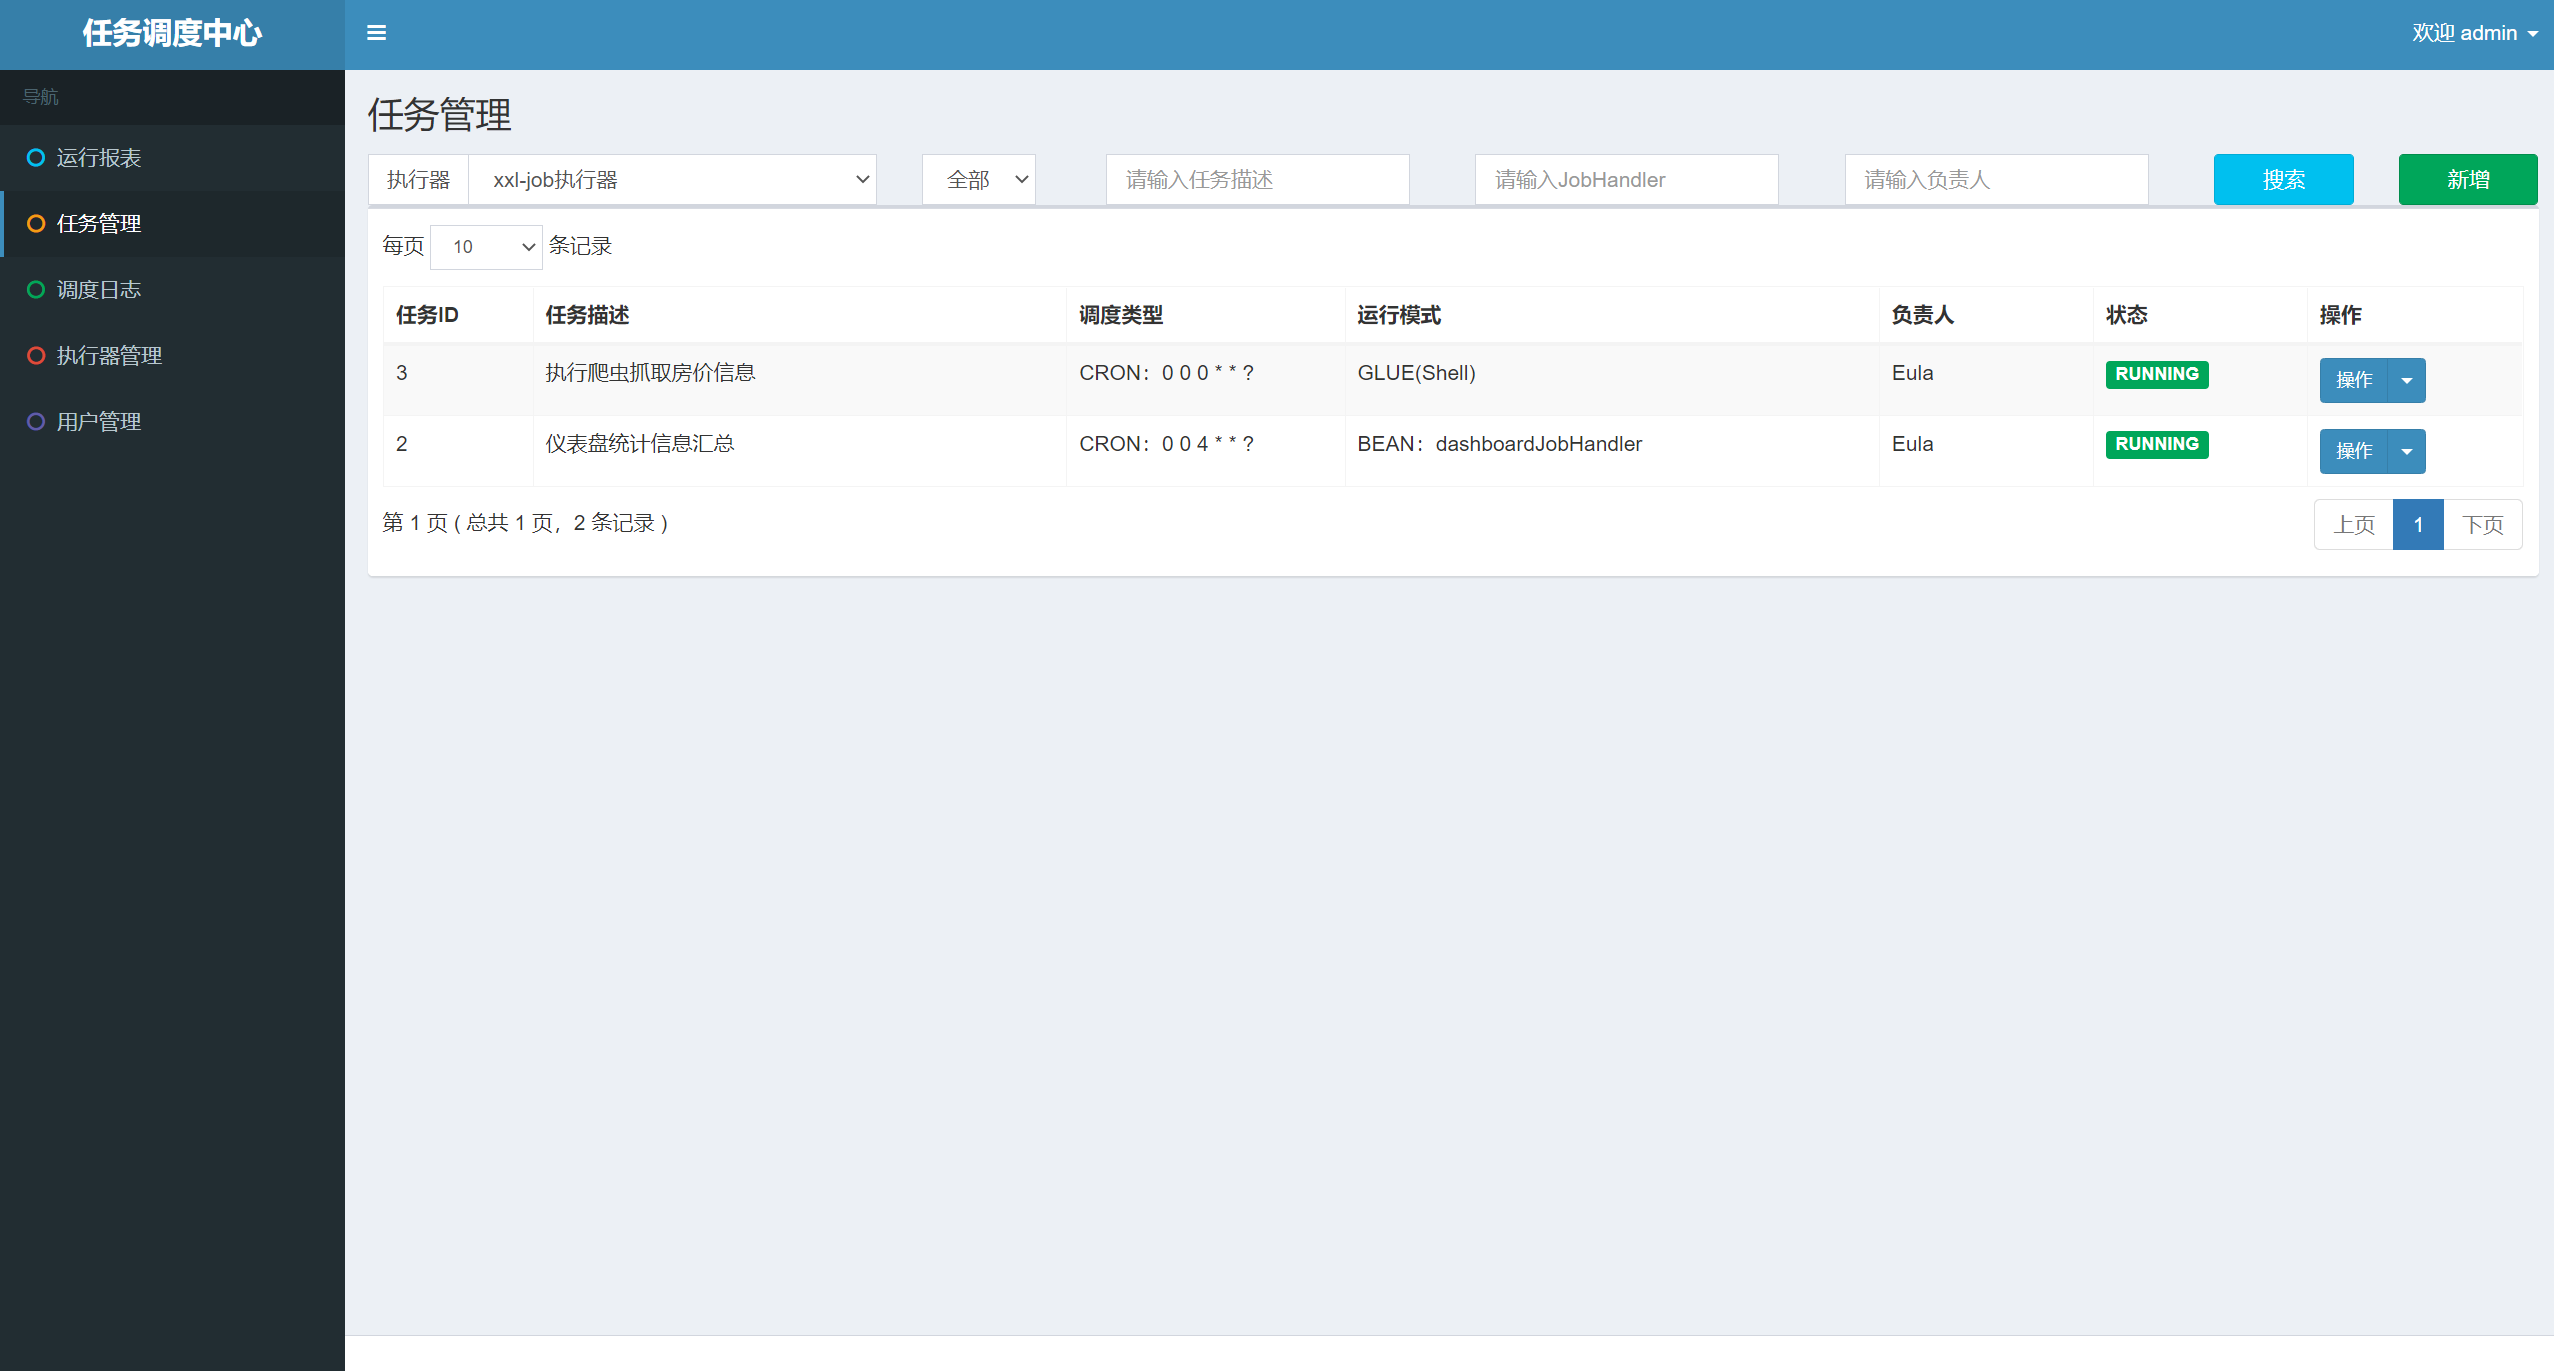 任务调度中心
欢迎 admin
导航
运行报表
任务管理
调度日志
执行器管理
用户管理
任务管理
执行器 xxl-job执行器 全部 请输入任务描述 请输入JobHandler 请输入负责人 搜索 新增
每页 10 条记录
任务ID 任务描述 调度类型 运行模式 负责人 状态 操作
3 执行爬虫抓取房价信息 CRON：0 0 0 * * ? GLUE(Shell) Eula RUNNING 操作
2 仪表盘统计信息汇总 CRON：0 0 4 * * ? BEAN：dashboardJobHandler Eula RUNNING 操作
第 1 页 ( 总共 1 页，2 条记录 ) 上页 1 下页